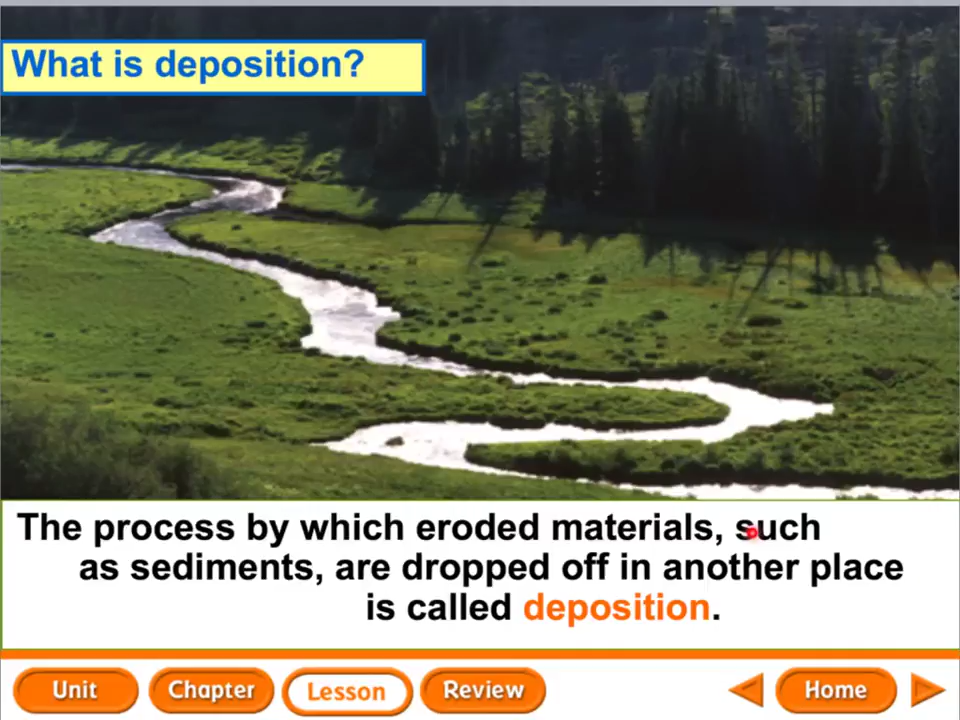 What is deposition?
The process by which eroded materials, such
as sediments, are dropped off in another place
is called deposition.
Unit
Chapter
Lesson
Review
Home